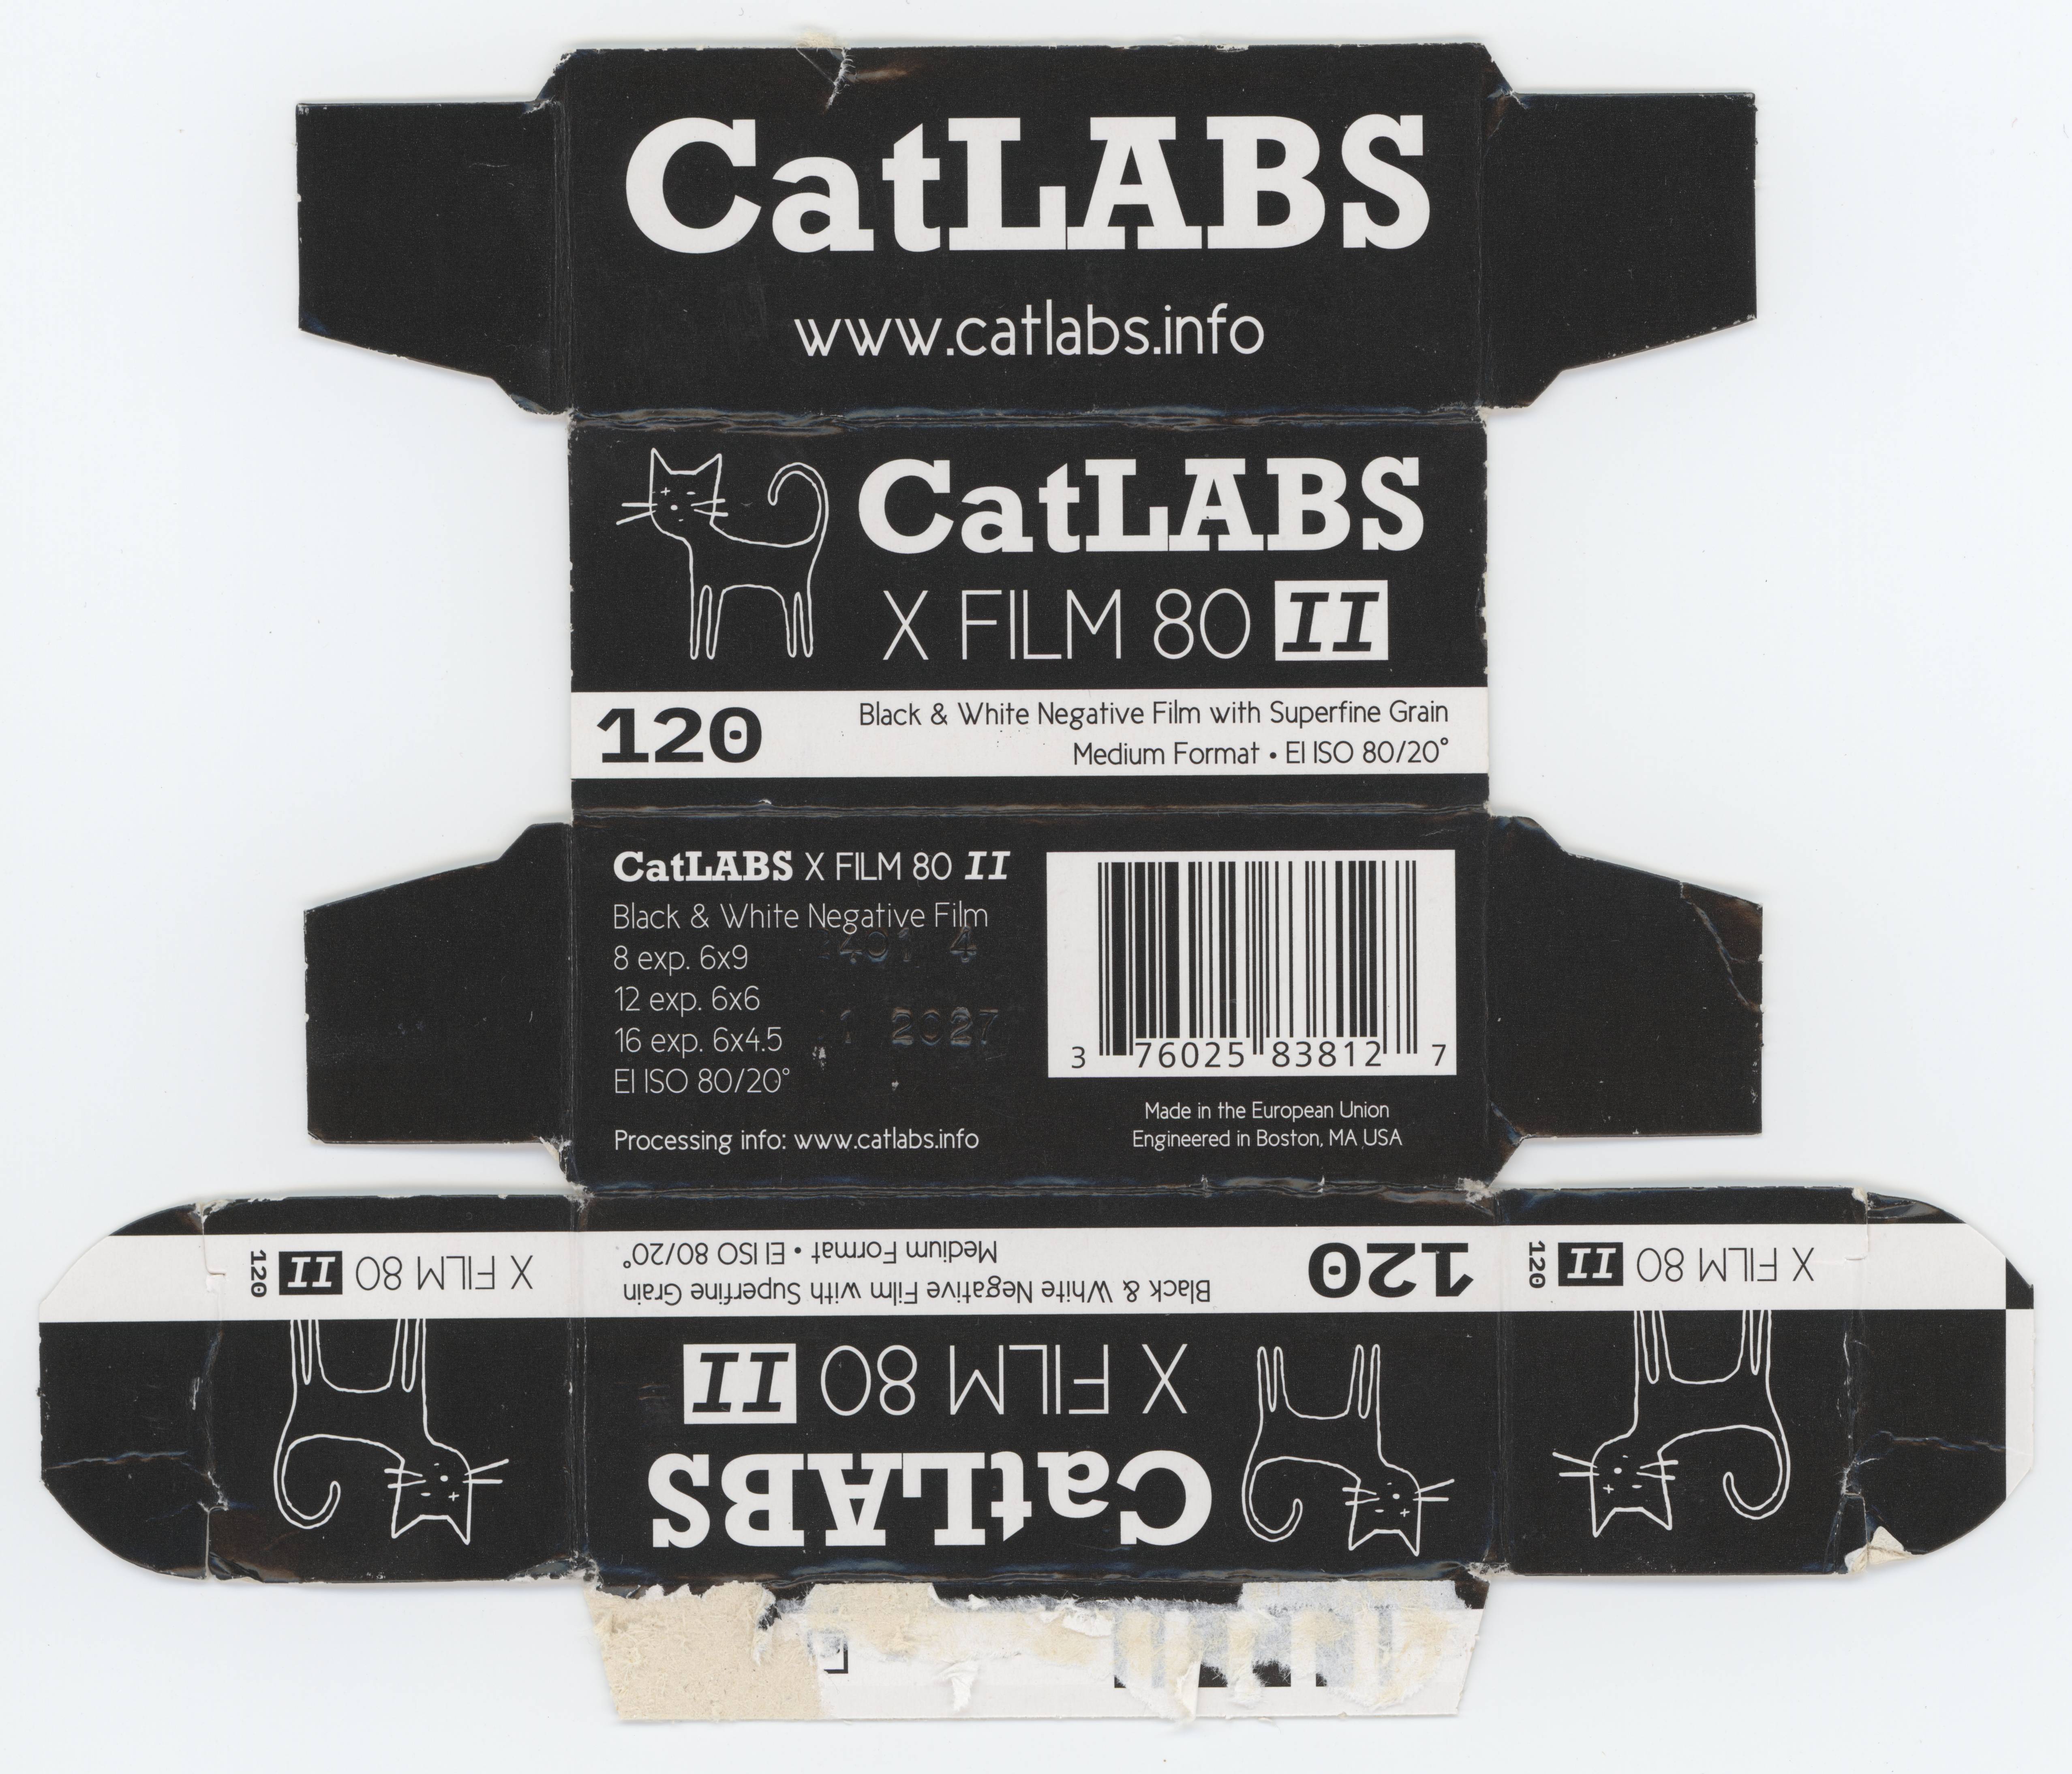 CatLABS
www.catlabs.info
CatLABS
X FILM 80 II
120
Black & White Negative Film with Superfine Grain
Medium Format • EI ISO 80/20°
CatLABS X FILM 80 II
Black & White Negative Film
8 exp. 6x9
12 exp. 6x6
16 exp. 6x4.5
EI ISO 80/20°
Processing info: www.catlabs.info
2027
3 76025 83812 7
Made in the European Union
Engineered in Boston, MA USA
X FILM 80 II
120
CatLABS
X FILM 80 II
120
Black & White Negative Film with Superfine Grain
Medium Format • EI ISO 80/20°
X FILM 80 II
120